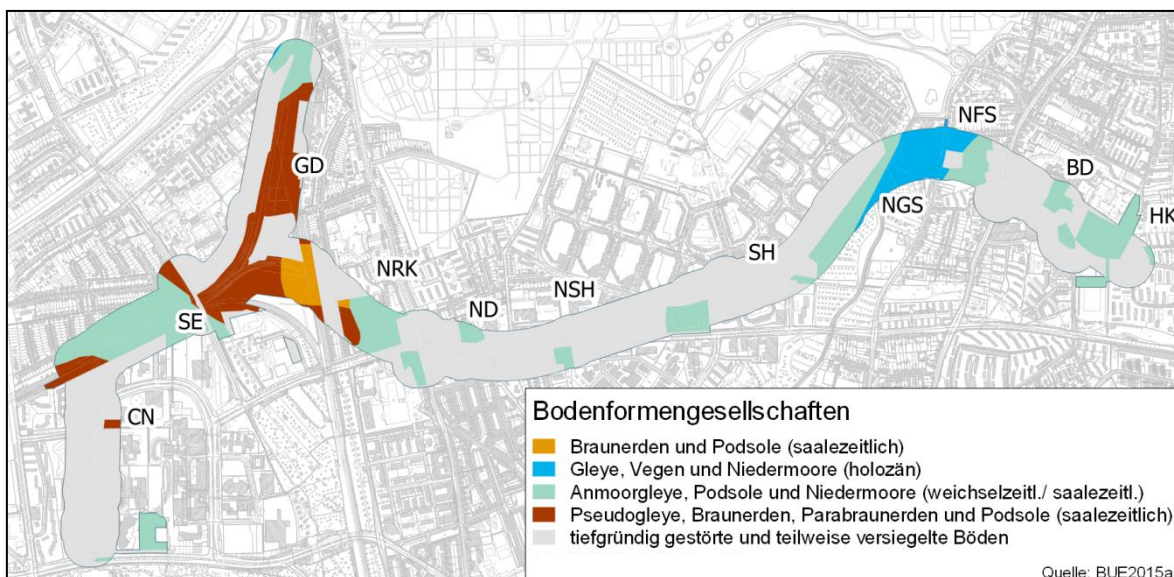 NFS
GD
BD
HK
NGS
NRK
SH
NSH
ND
SE
CN
Bodenformengesellschaften
Braunerden und Podsole (saalezeitlich)
Gleye, Vegen und Niedermoore (holozän)
Anmoorgleye, Podsole und Niedermoore (weichselzeitl./ saalezeitl.)
Pseudogleye, Braunerden, Parabraunerden und Podsole (saalezeitlich)
tiefgründig gestörte und teilweise versiegelte Böden
Quelle: BUE2015a